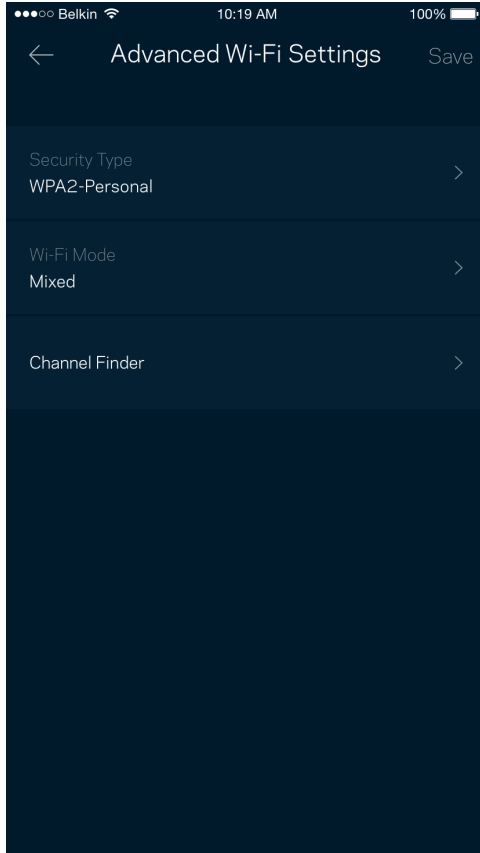 Belkin 10:19 AM 100%
Advanced Wi-Fi Settings Save
Security Type
WPA2-Personal
Wi-Fi Mode
Mixed
Channel Finder